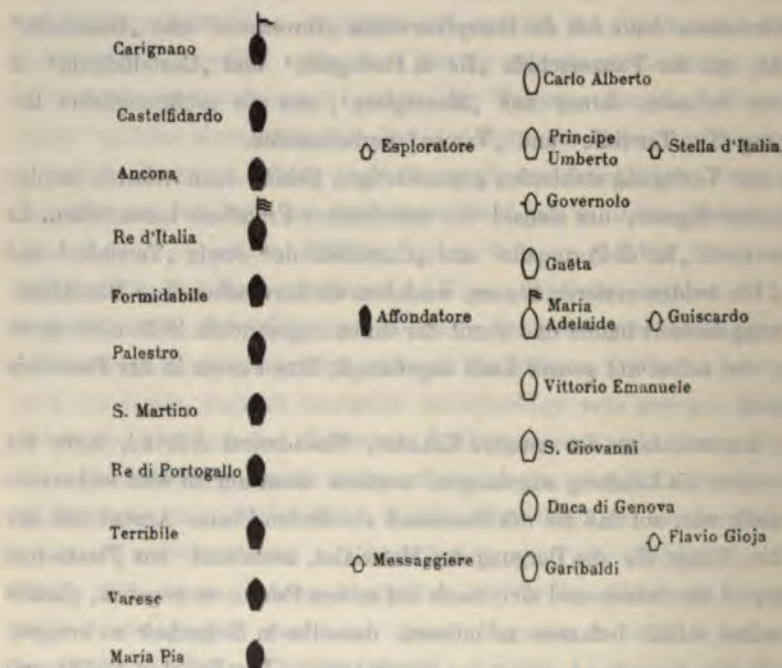 Carignano
Carlo Alberto
Castelfidardo
Esploratore
Principe
Umberto
Stella d'Italia
Ancona
Governolo
Re d'Italia
Gaëta
Formidabile
Affondatore
Maria
Adelaide
Guiscardo
Palestro
Vittorio Emanuele
S. Martino
S. Giovanni
Re di Portogallo
Duca di Genova
Terribile
Flavio Gioja
Messaggiere
Garibaldi
Varese
Maria Pia